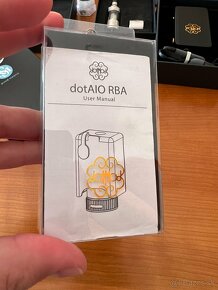 dotAIO RBA
User Manual